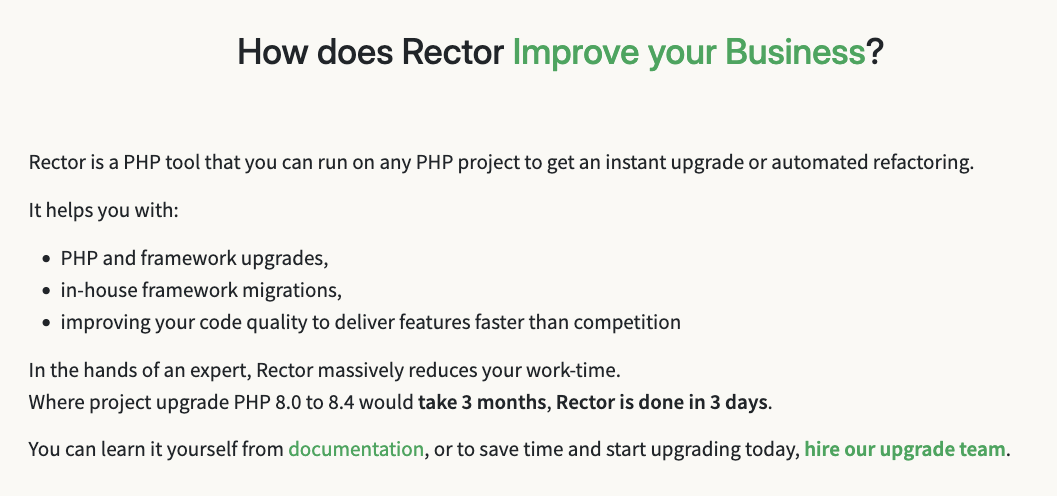 How does Rector Improve your Business?
Rector is a PHP tool that you can run on any PHP project to get an instant upgrade or automated refactoring.
It helps you with:
• PHP and framework upgrades,
• in-house framework migrations,
• improving your code quality to deliver features faster than competition
In the hands of an expert, Rector massively reduces your work-time.
Where project upgrade PHP 8.0 to 8.4 would take 3 months, Rector is done in 3 days.
You can learn it yourself from documentation, or to save time and start upgrading today, hire our upgrade team.